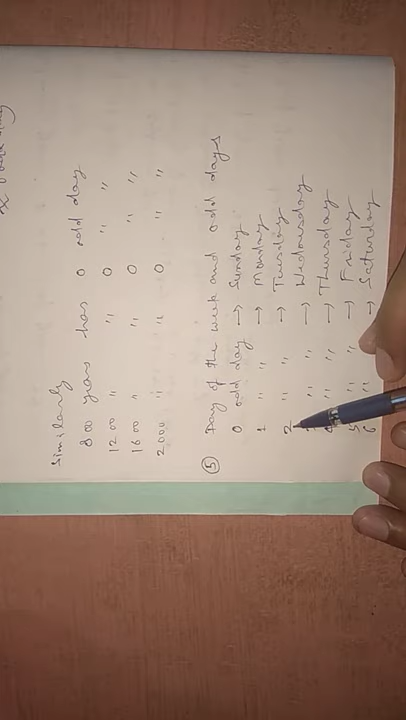 Similarly
800 years has 0 odd day
1200 " " 0 " "
1600 " " 0 " "
2000 " " 0 " "
5 Day of the week and odd days
0 odd day → Sunday
1 " " → Monday
2 " " → Tuesday
" " → Wednesday
4 " " → Thursday
5 " " → Friday
6 " " → Saturday